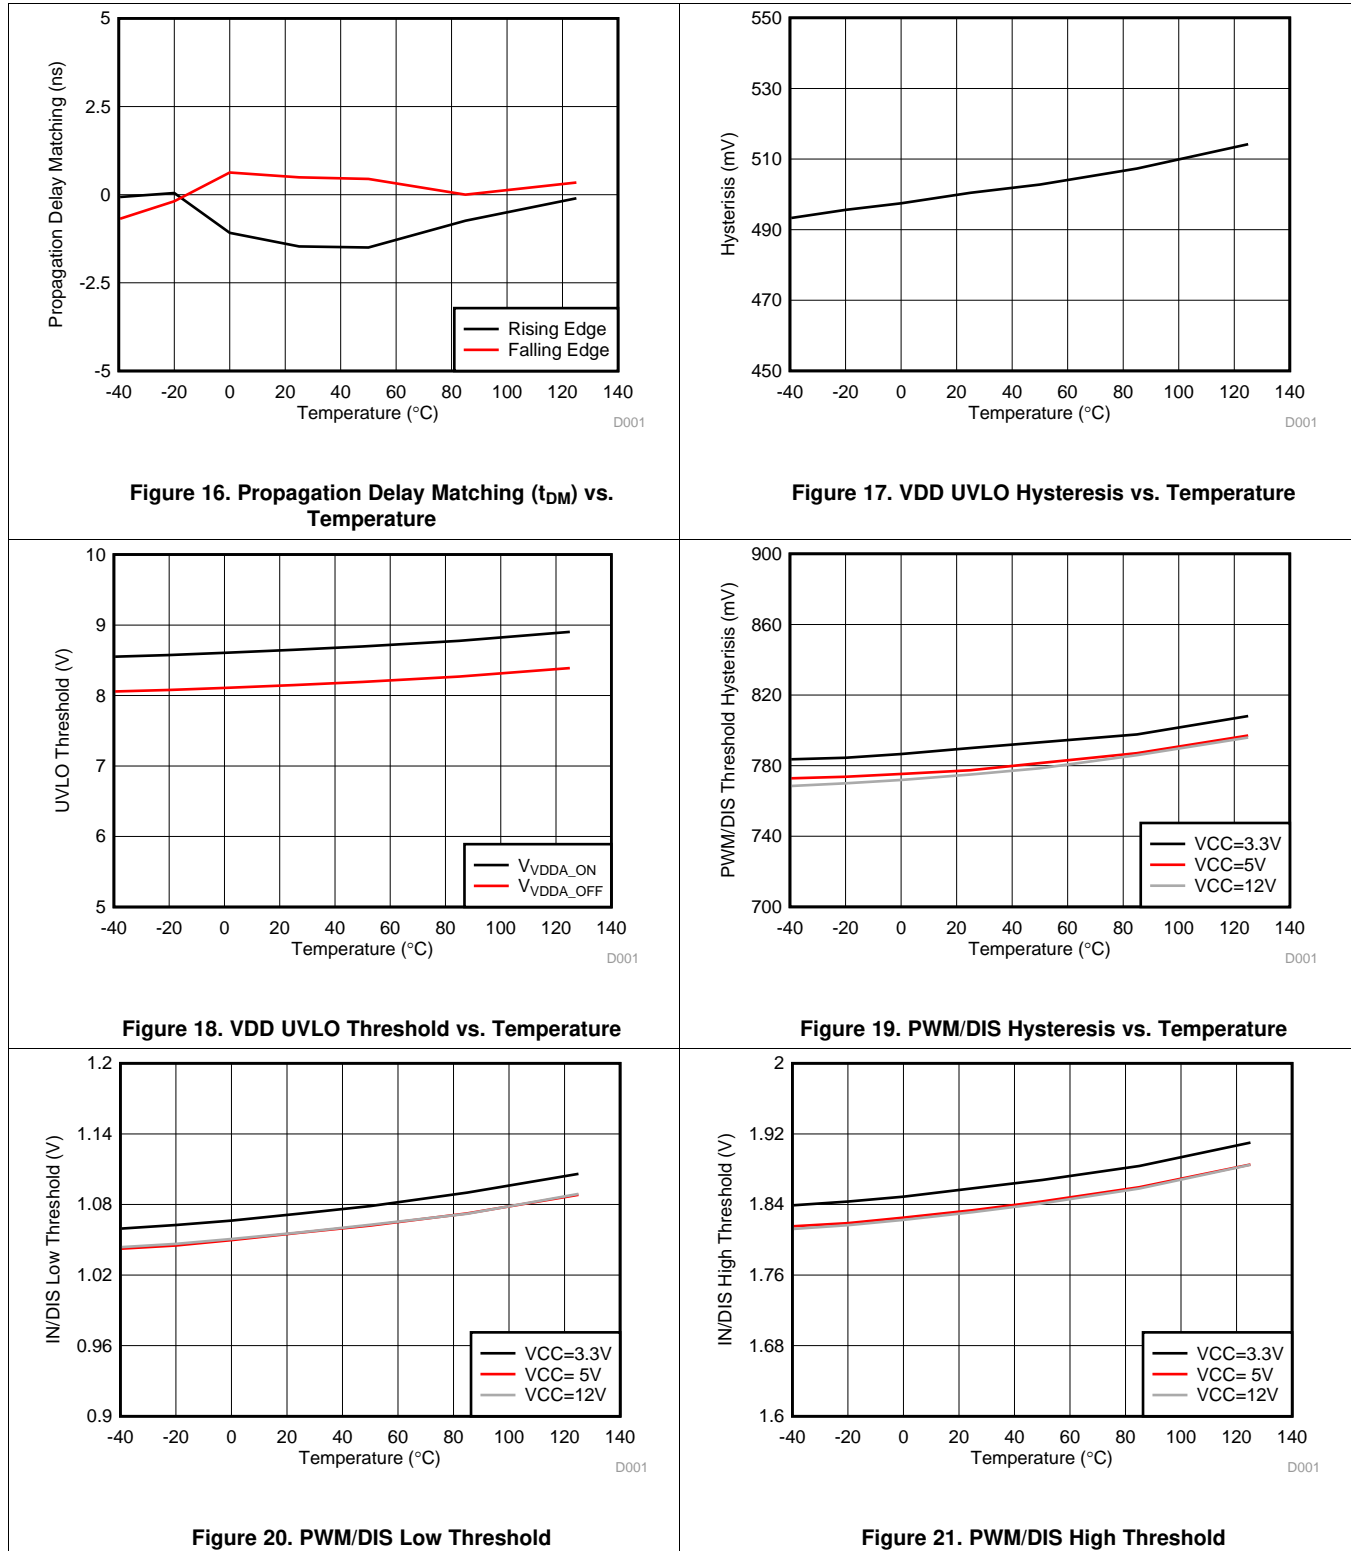 5
2.5
0
-2.5
-5
Propagation Delay Matching (ns)
Rising Edge
Falling Edge
-40 -20 0 20 40 60 80 100 120 140
Temperature (°C)
D001
Figure 16. Propagation Delay Matching (tDM) vs.
Temperature
550
530
510
490
470
450
Hysterisis (mV)
-40 -20 0 20 40 60 80 100 120 140
Temperature (°C)
D001
Figure 17. VDD UVLO Hysteresis vs. Temperature
10
9
8
7
6
5
UVLO Threshold (V)
VVDDA_ON
VVDDA_OFF
-40 -20 0 20 40 60 80 100 120 140
Temperature (°C)
D001
Figure 18. VDD UVLO Threshold vs. Temperature
900
860
820
780
740
700
PWM/DIS Threshold Hysterisis (mV)
VCC=3.3V
VCC=5V
VCC=12V
-40 -20 0 20 40 60 80 100 120 140
Temperature (°C)
D001
Figure 19. PWM/DIS Hysteresis vs. Temperature
1.2
1.14
1.08
1.02
0.96
0.9
IN/DIS Low Threshold (V)
VCC=3.3V
VCC= 5V
VCC=12V
-40 -20 0 20 40 60 80 100 120 140
Temperature (°C)
D001
Figure 20. PWM/DIS Low Threshold
2
1.92
1.84
1.76
1.68
1.6
IN/DIS High Threshold (V)
VCC=3.3V
VCC=5V
VCC=12V
-40 -20 0 20 40 60 80 100 120 140
Temperature (°C)
D001
Figure 21. PWM/DIS High Threshold